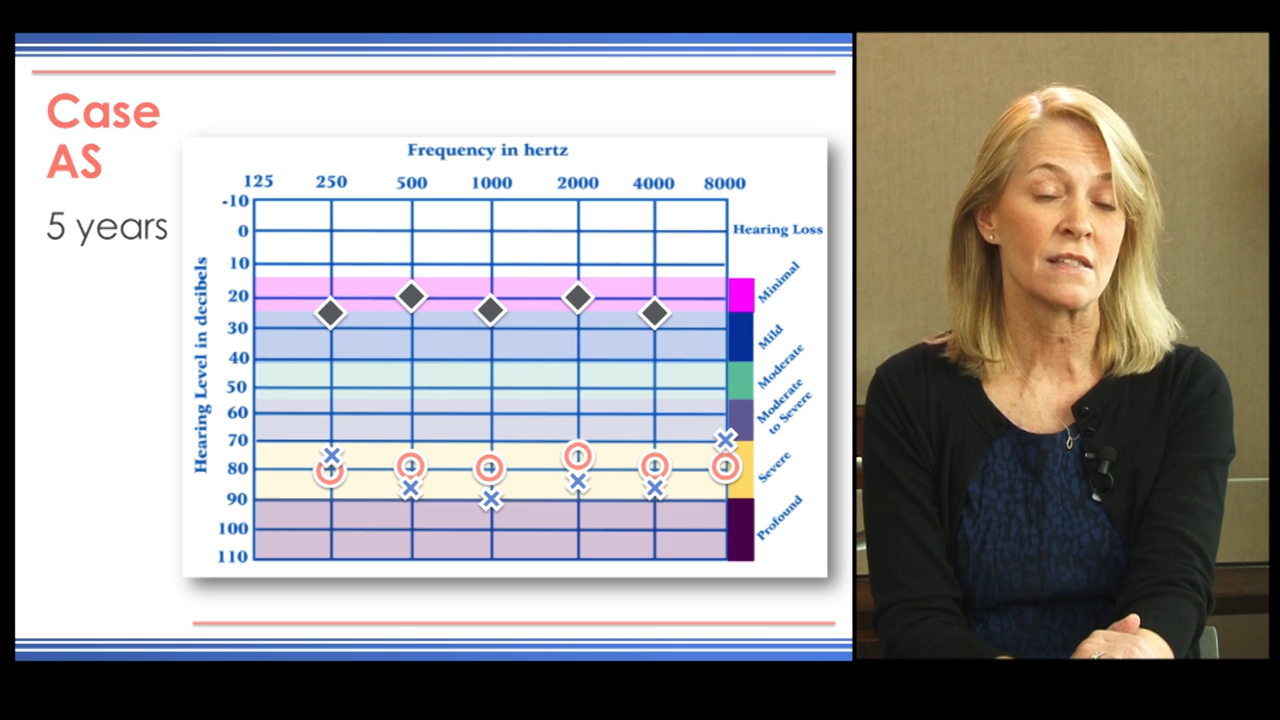 Case
AS
5 years
Frequency in hertz
125 250 500 1000 2000 4000 8000
Hearing Level in decibels
-10
0
10
20
30
40
50
60
70
80
90
100
110
Hearing Loss
Minimal
Mild
Moderate
Moderate
to Severe
Severe
Profound